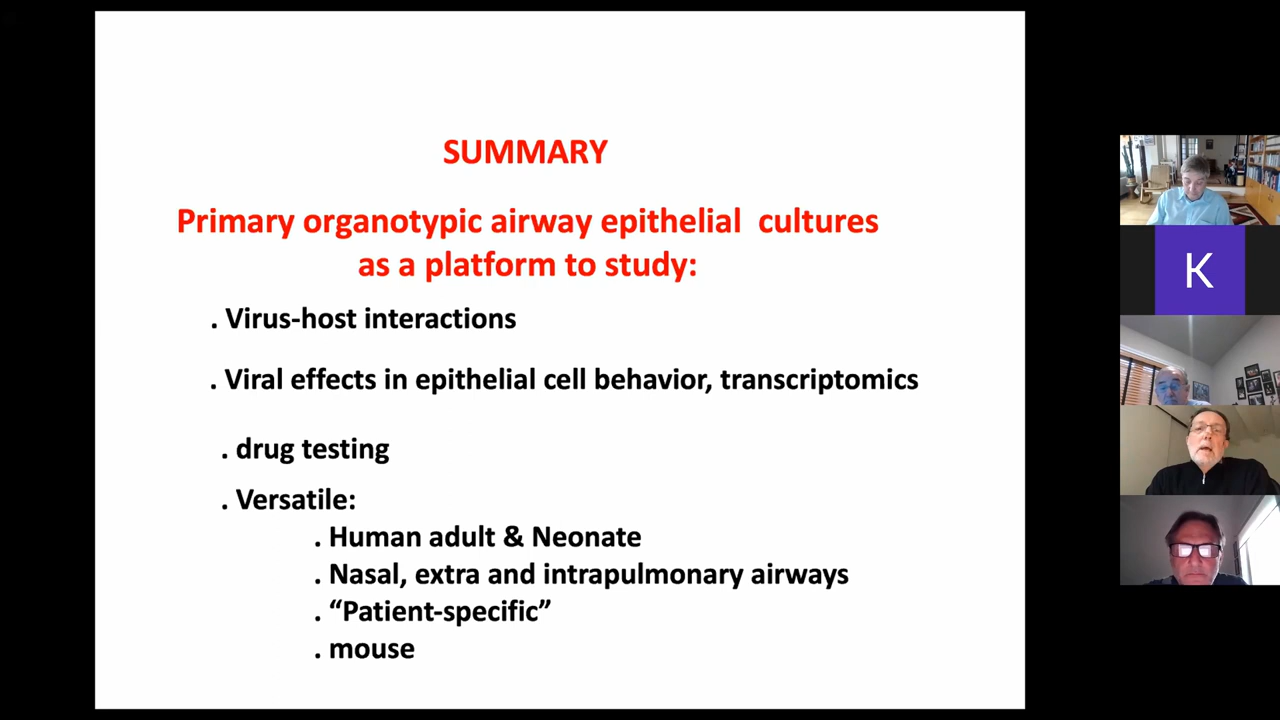 SUMMARY
Primary organotypic airway epithelial cultures
as a platform to study:
. Virus-host interactions
. Viral effects in epithelial cell behavior, transcriptomics
. drug testing
. Versatile:
. Human adult & Neonate
. Nasal, extra and intrapulmonary airways
. “Patient-specific”
. mouse
K